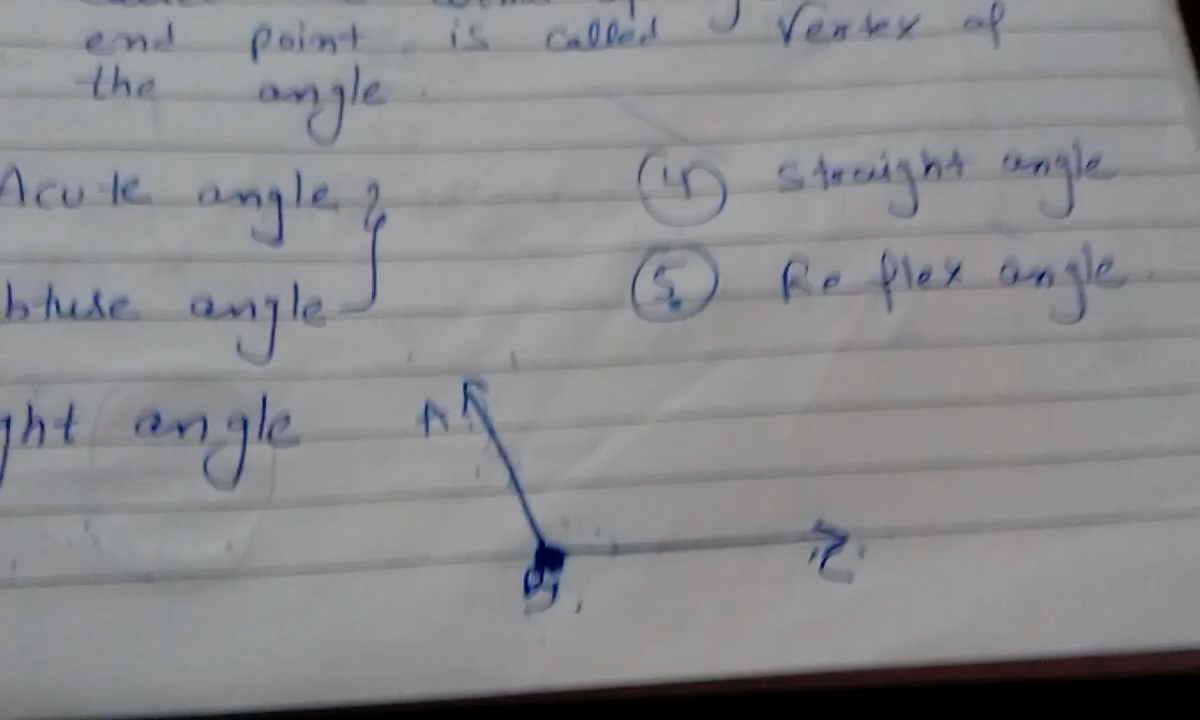 end point is called vertex of
the angle.
Acute angle
btuse angle
ght angle
4 straight angle
5 Reflex angle.
A
B